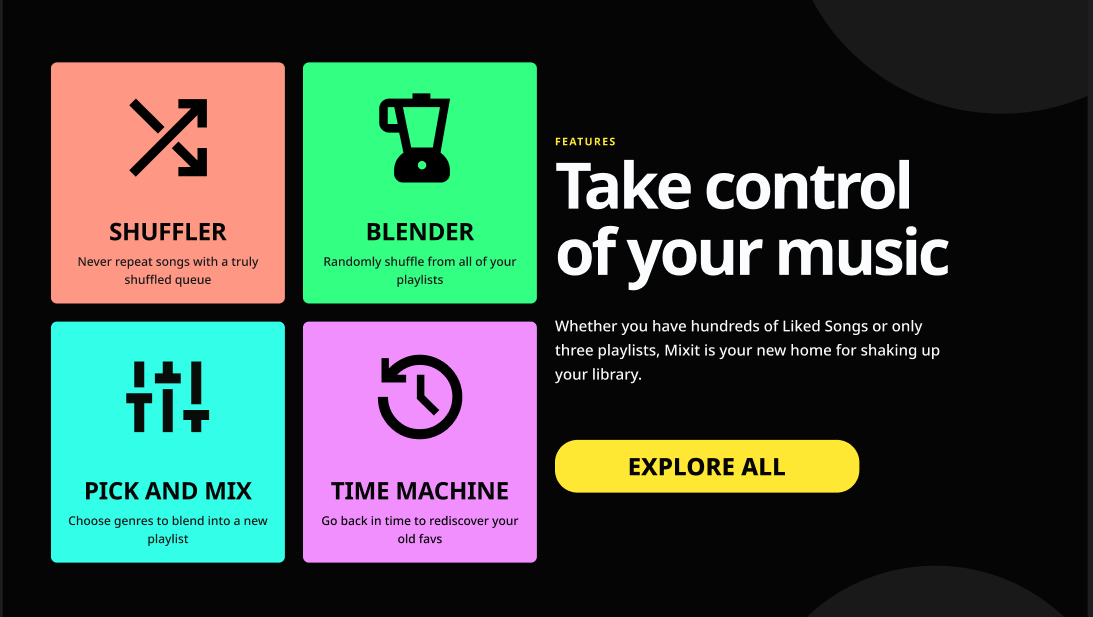 SHUFFLER
Never repeat songs with a truly
shuffled queue
BLENDER
Randomly shuffle from all of your
playlists
PICK AND MIX
Choose genres to blend into a new
playlist
TIME MACHINE
Go back in time to rediscover your
old favs
FEATURES
Take control
of your music
Whether you have hundreds of Liked Songs or only
three playlists, Mixit is your new home for shaking up
your library.
EXPLORE ALL